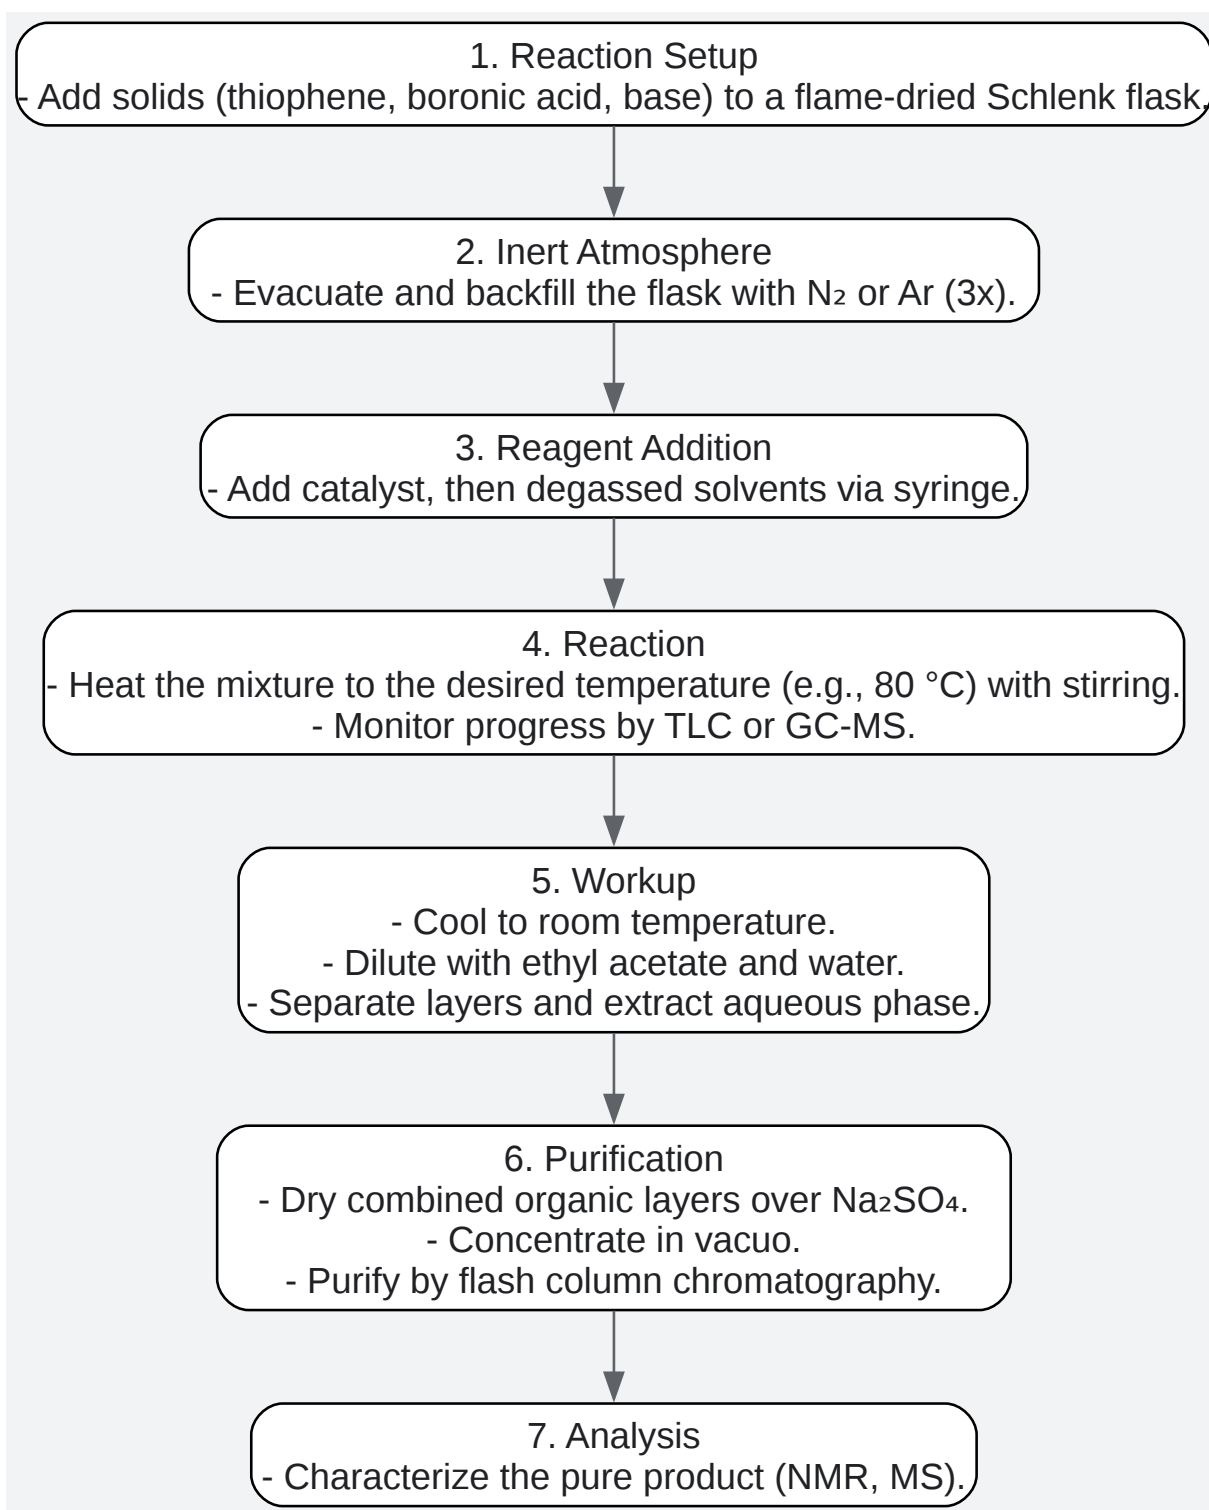 1. Reaction Setup
- Add solids (thiophene, boronic acid, base) to a flame-dried Schlenk flask.
2. Inert Atmosphere
- Evacuate and backfill the flask with N₂ or Ar (3x).
3. Reagent Addition
- Add catalyst, then degassed solvents via syringe.
4. Reaction
- Heat the mixture to the desired temperature (e.g., 80 °C) with stirring.
- Monitor progress by TLC or GC-MS.
5. Workup
- Cool to room temperature.
- Dilute with ethyl acetate and water.
- Separate layers and extract aqueous phase.
6. Purification
- Dry combined organic layers over Na₂SO₄.
- Concentrate in vacuo.
- Purify by flash column chromatography.
7. Analysis
- Characterize the pure product (NMR, MS).